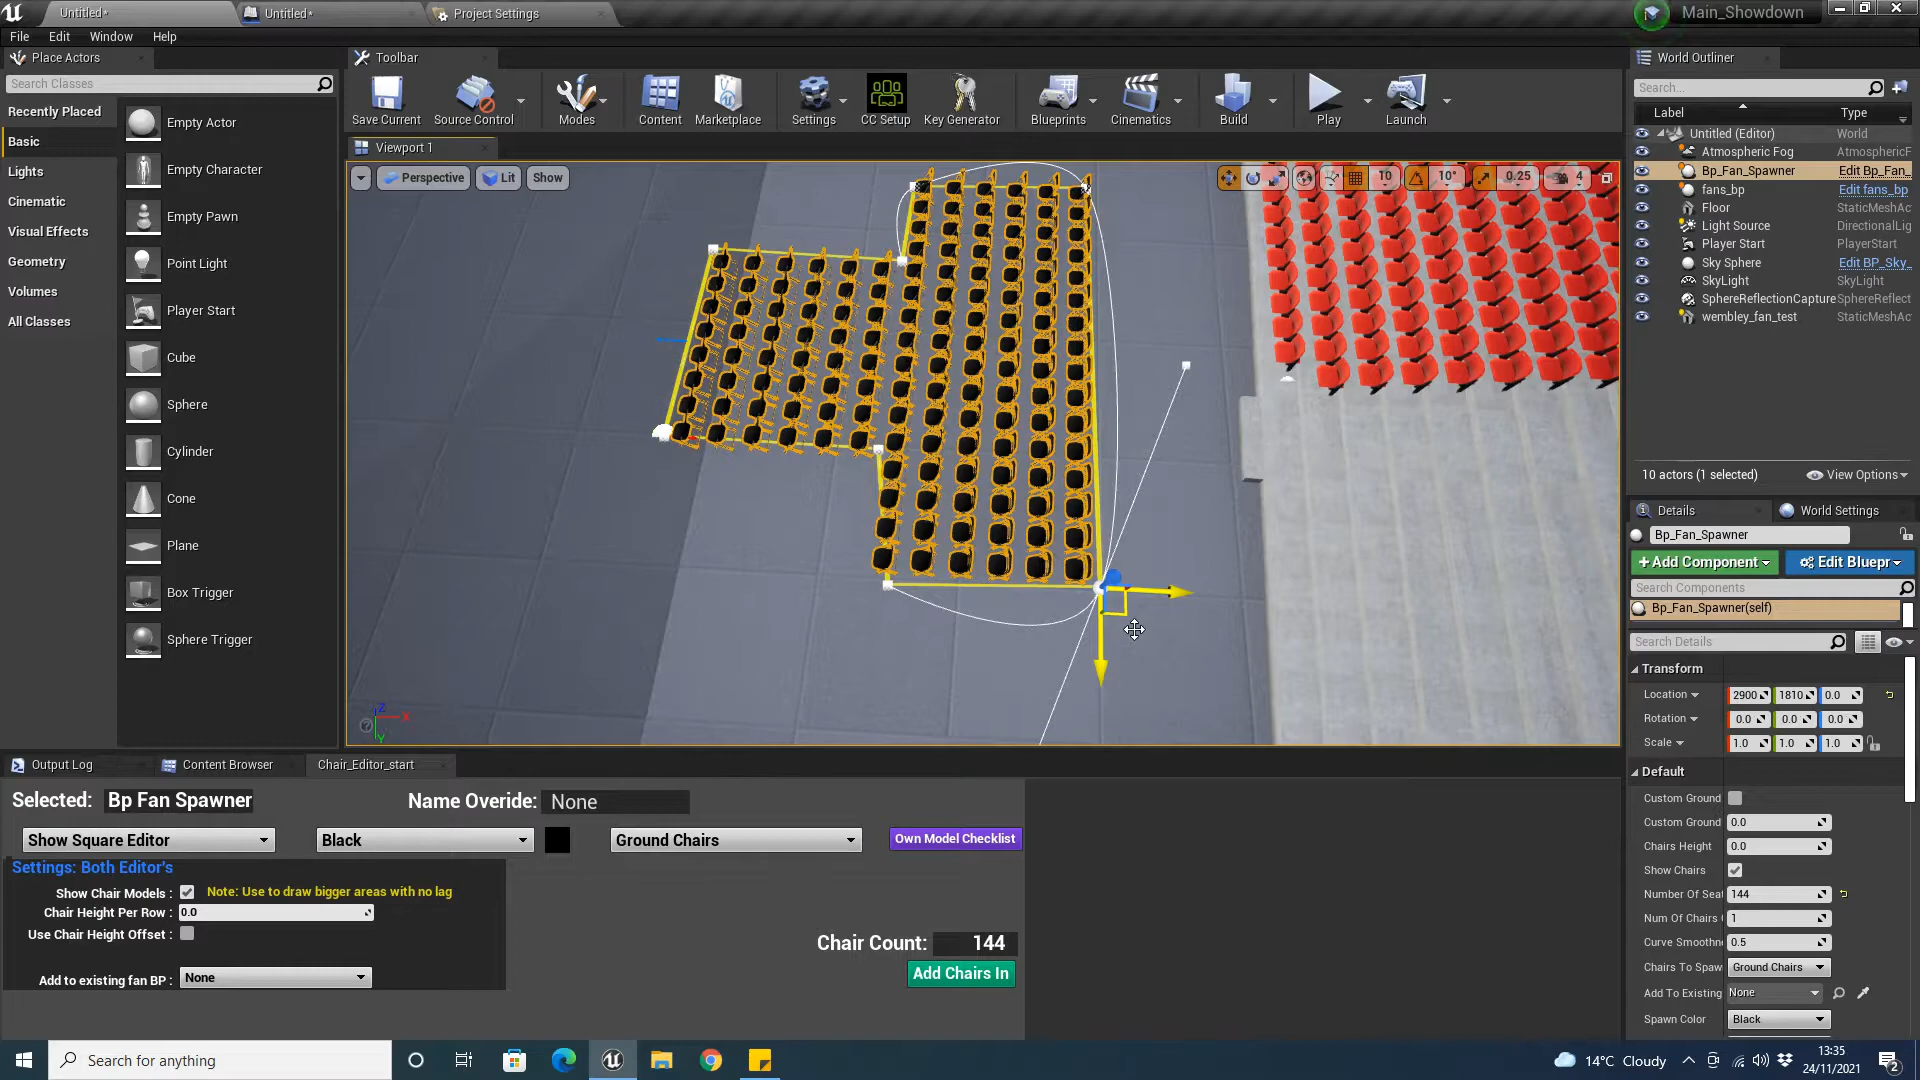 Untitled*
Untitled*
Project Settings
Main_Showdown
File
Edit
Window
Help
Place Actors
Toolbar
World Outliner
Search Classes
Search...
Recently Placed
Basic
Lights
Cinematic
Visual Effects
Geometry
Volumes
All Classes
Empty Actor
Empty Character
Empty Pawn
Point Light
Player Start
Cube
Sphere
Cylinder
Cone
Plane
Box Trigger
Sphere Trigger
Save Current
Source Control
Modes
Content
Marketplace
Settings
CC Setup
Key Generator
Blueprints
Cinematics
Build
Play
Launch
Viewport 1
Perspective
Lit
Show
10
10°
0.25
4
X
Y
Z
Label
Type
Untitled (Editor)
World
Atmospheric Fog
AtmosphericF
Bp_Fan_Spawner
Edit Bp_Fan_
fans_bp
Edit fans_bp
Floor
StaticMeshAc
Light Source
DirectionalLig
Player Start
PlayerStart
Sky Sphere
Edit BP_Sky_
SkyLight
SkyLight
SphereReflectionCapture
SphereReflect
wembley_fan_test
StaticMeshAc
10 actors (1 selected)
View Options
Details
World Settings
Bp_Fan_Spawner
+Add Component
Edit Bluepr
Search Components
Bp_Fan_Spawner(self)
Search Details
Transform
Location
2900
1810
0.0
Rotation
0.0
0.0
0.0
Scale
1.0
1.0
1.0
Default
Custom Ground
Custom Ground
0.0
Chairs Height
0.0
Show Chairs
Number Of Sea
144
Num Of Chairs
1
Curve Smoothn
0.5
Chairs To Spaw
Ground Chairs
Add To Existing
None
Spawn Color
Black
Output Log
Content Browser
Chair_Editor_start
Selected:
Bp Fan Spawner
Name Overide:
None
Show Square Editor
Black
Ground Chairs
Own Model Checklist
Settings: Both Editor's
Show Chair Models :
Note: Use to draw bigger areas with no lag
Chair Height Per Row :
0.0
Use Chair Height Offset :
Add to existing fan BP :
None
Chair Count:
144
Add Chairs In
Search for anything
14°C Cloudy
13:35
24/11/2021
2